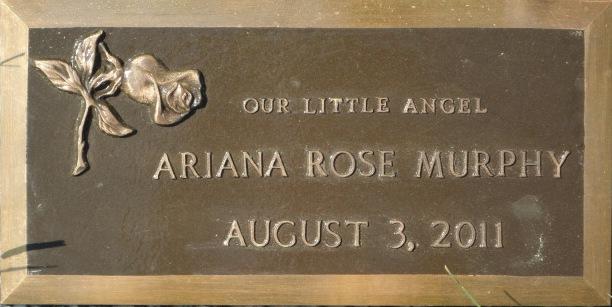 OUR LITTLE ANGEL
ARIANA ROSE MURPHY
AUGUST 3, 2011